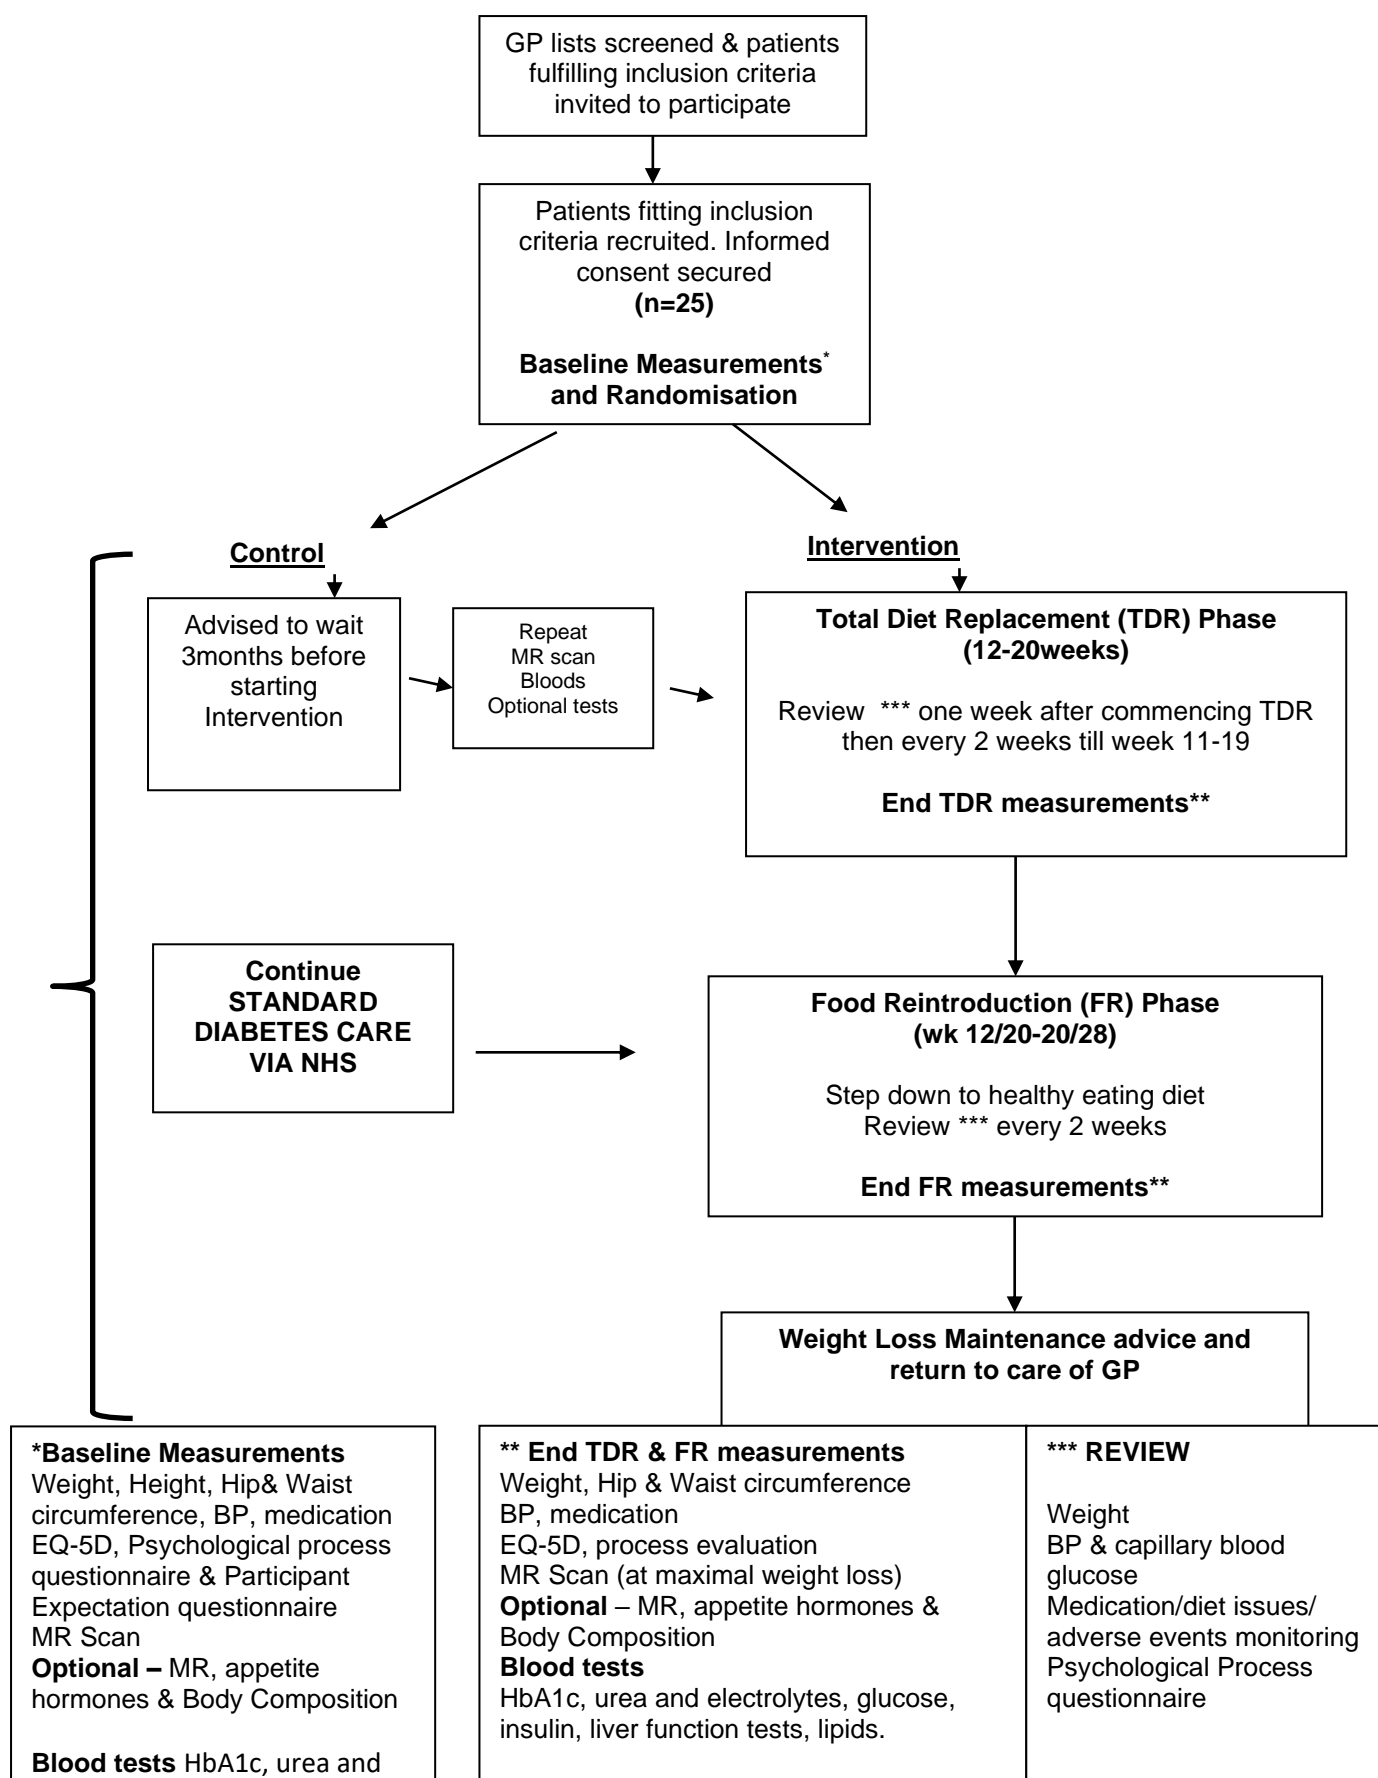 GP lists screened & patients
fulfilling inclusion criteria
invited to participate
Patients fitting inclusion
criteria recruited. Informed
consent secured
(n=25)
Baseline Measurements*
and Randomisation
Control
Intervention
Advised to wait
3months before
starting
Intervention
Repeat
MR scan
Bloods
Optional tests
Total Diet Replacement (TDR) Phase
(12-20weeks)
Review *** one week after commencing TDR
then every 2 weeks till week 11-19
End TDR measurements**
Continue
STANDARD
DIABETES CARE
VIA NHS
Food Reintroduction (FR) Phase
(wk 12/20-20/28)
Step down to healthy eating diet
Review *** every 2 weeks
End FR measurements**
Weight Loss Maintenance advice and
return to care of GP
*Baseline Measurements
Weight, Height, Hip& Waist
circumference, BP, medication
EQ-5D, Psychological process
questionnaire & Participant
Expectation questionnaire
MR Scan
Optional – MR, appetite
hormones & Body Composition
Blood tests HbA1c, urea and
** End TDR & FR measurements
Weight, Hip & Waist circumference
BP, medication
EQ-5D, process evaluation
MR Scan (at maximal weight loss)
Optional – MR, appetite hormones &
Body Composition
Blood tests
HbA1c, urea and electrolytes, glucose,
insulin, liver function tests, lipids.
*** REVIEW
Weight
BP & capillary blood
glucose
Medication/diet issues/
adverse events monitoring
Psychological Process
questionnaire